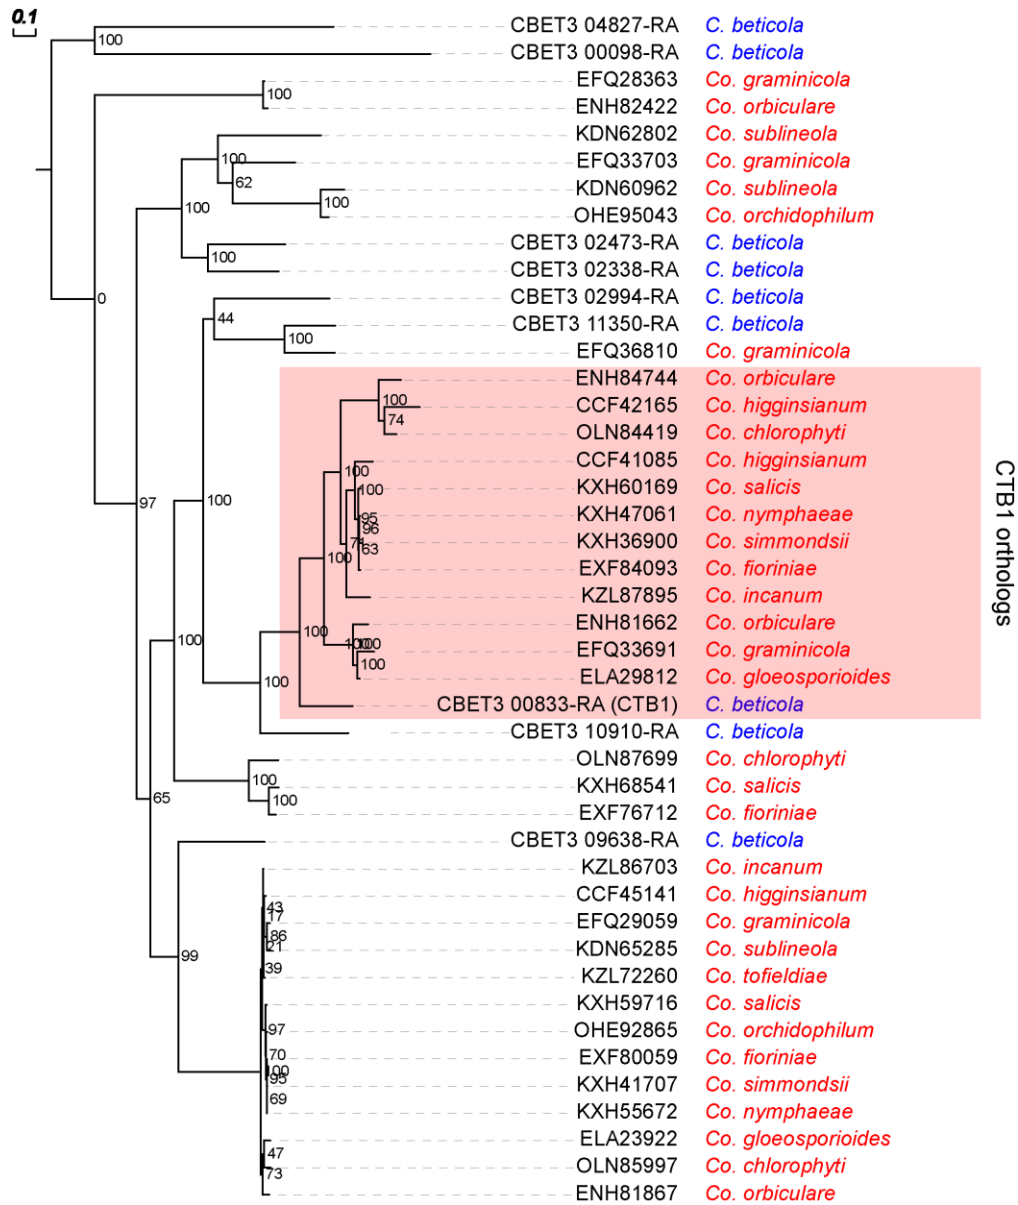 0.1
CBET3 04827-RA C. beticola
100
CBET3 00098-RA C. beticola
EFQ28363 Co. graminicola
100
ENH82422 Co. orbiculare
KDN62802 Co. sublineola
100
EFQ33703 Co. graminicola
62
KDN60962 Co. sublineola
100
100
OHE95043 Co. orchidophilum
CBET3 02473-RA C. beticola
100
CBET3 02338-RA C. beticola
0
CBET3 02994-RA C. beticola
44
CBET3 11350-RA C. beticola
100
EFQ36810 Co. graminicola
ENH84744 Co. orbiculare
100
CCF42165 Co. higginsianum
74
OLN84419 Co. chlorophyti
CCF41085 Co. higginsianum
100
KXH60169 Co. salicis
100
97
100
KXH47061 Co. nymphaeae
95
96
KXH36900 Co. simmondsii
63
100
EXF84093 Co. fioriniae
KZL87895 Co. incanum
CTB1 orthologs
ENH81662 Co. orbiculare
100
100
100
100
EFQ33691 Co. graminicola
100
ELA29812 Co. gloeosporioides
100
CBET3 00833-RA (CTB1) C. beticola
CBET3 10910-RA C. beticola
OLN87699 Co. chlorophyti
100
KXH68541 Co. salicis
65
100
EXF76712 Co. fioriniae
CBET3 09638-RA C. beticola
KZL86703 Co. incanum
CCF45141 Co. higginsianum
43
17
EFQ29059 Co. graminicola
86
21
KDN65285 Co. sublineola
99
39
KZL72260 Co. tofieldiae
KXH59716 Co. salicis
97
OHE92865 Co. orchidophilum
70
EXF80059 Co. fioriniae
100
95
KXH41707 Co. simmondsii
69
KXH55672 Co. nymphaeae
ELA23922 Co. gloeosporioides
47
OLN85997 Co. chlorophyti
73
ENH81867 Co. orbiculare